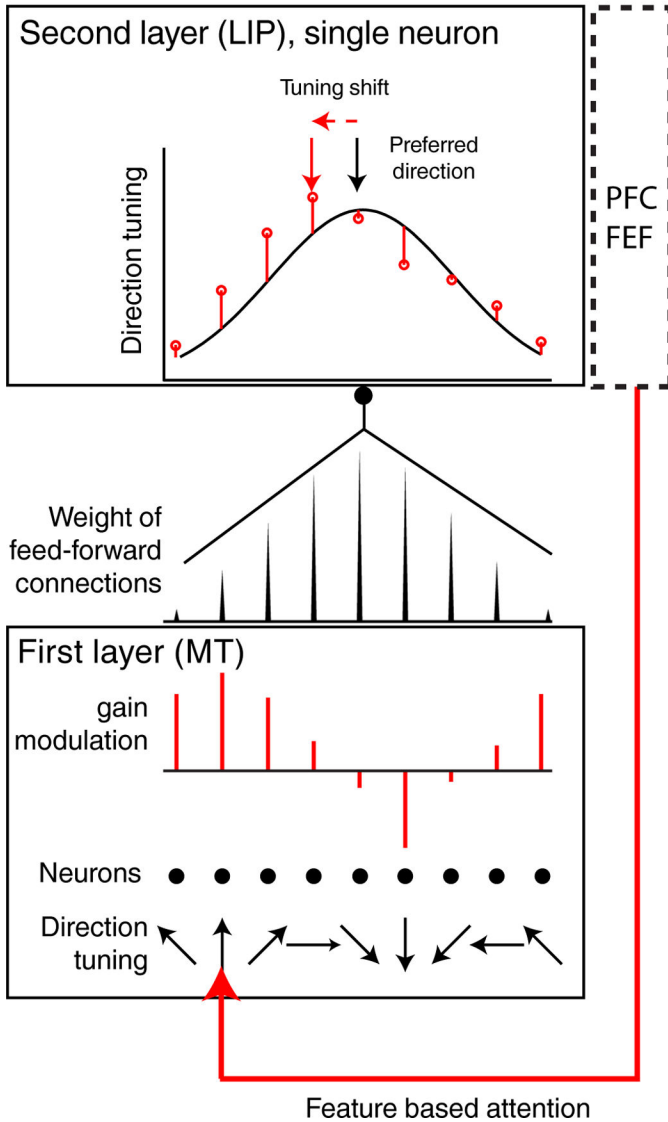 Second layer (LIP), single neuron
Tuning shift
Preferred
direction
Direction tuning
PFC
FEF
Weight of
feed-forward
connections
First layer (MT)
gain
modulation
Neurons
Direction
tuning
Feature based attention